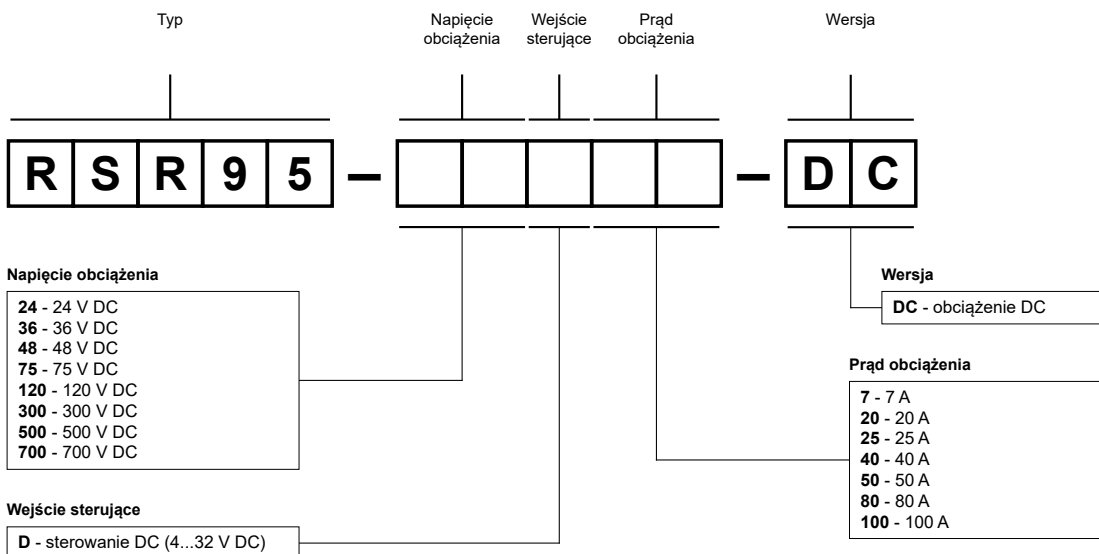 Typ
Napięcie obciążenia
Wejście sterujące
Prąd obciążenia
Wersja
RSR95 – – DC
Napięcie obciążenia
24 - 24 V DC
36 - 36 V DC
48 - 48 V DC
75 - 75 V DC
120 - 120 V DC
300 - 300 V DC
500 - 500 V DC
700 - 700 V DC
Wejście sterujące
D - sterowanie DC (4...32 V DC)
Wersja
DC - obciążenie DC
Prąd obciążenia
7 - 7 A
20 - 20 A
25 - 25 A
40 - 40 A
50 - 50 A
80 - 80 A
100 - 100 A